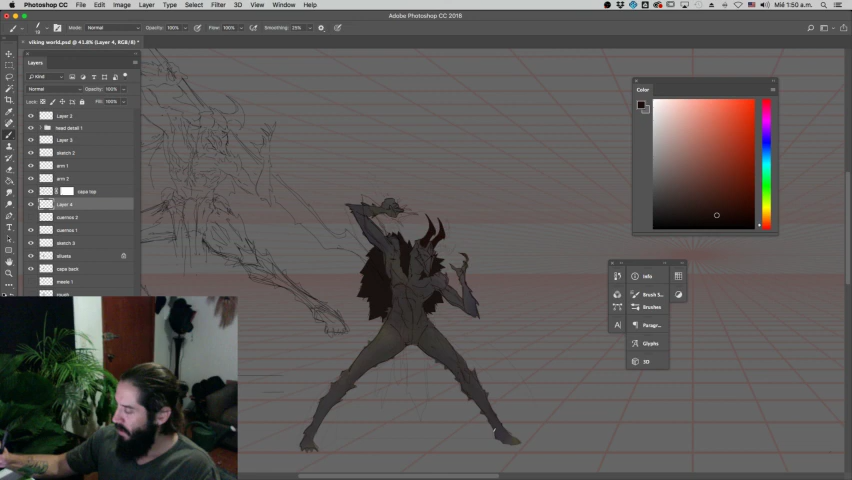 Photoshop CC File Edit Image Layer Type Select Filter 3D View Window Help Mié 1:50 a.m.
Adobe Photoshop CC 2018
19 Mode: Normal Opacity: 100% Flow: 100% Smoothing: 25%
viking world.psd @ 41.8% (Layer 4, RGB/8) *
Layers
Kind
Normal Opacity: 100%
Lock: Fill: 100%
Layer 2
head detail 1
Layer 3
sketch 2
arm 1
arm 2
capa top
Layer 4
cuernos 2
cuernos 1
sketch 3
silueta
capa back
Color
Info
Brush S...
Brushes
Paragr...
Glyphs
3D